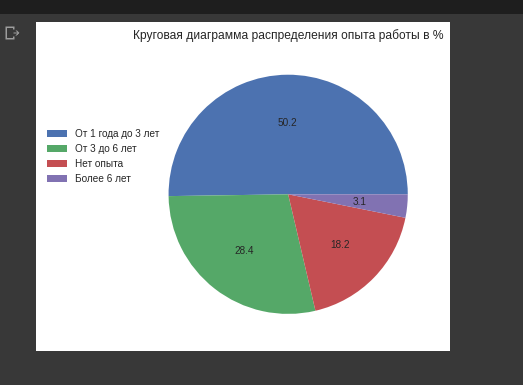 Круговая диаграмма распределения опыта работы в %
От 1 года до 3 лет
От 3 до 6 лет
Нет опыта
Более 6 лет
50.2
3.1
18.2
28.4